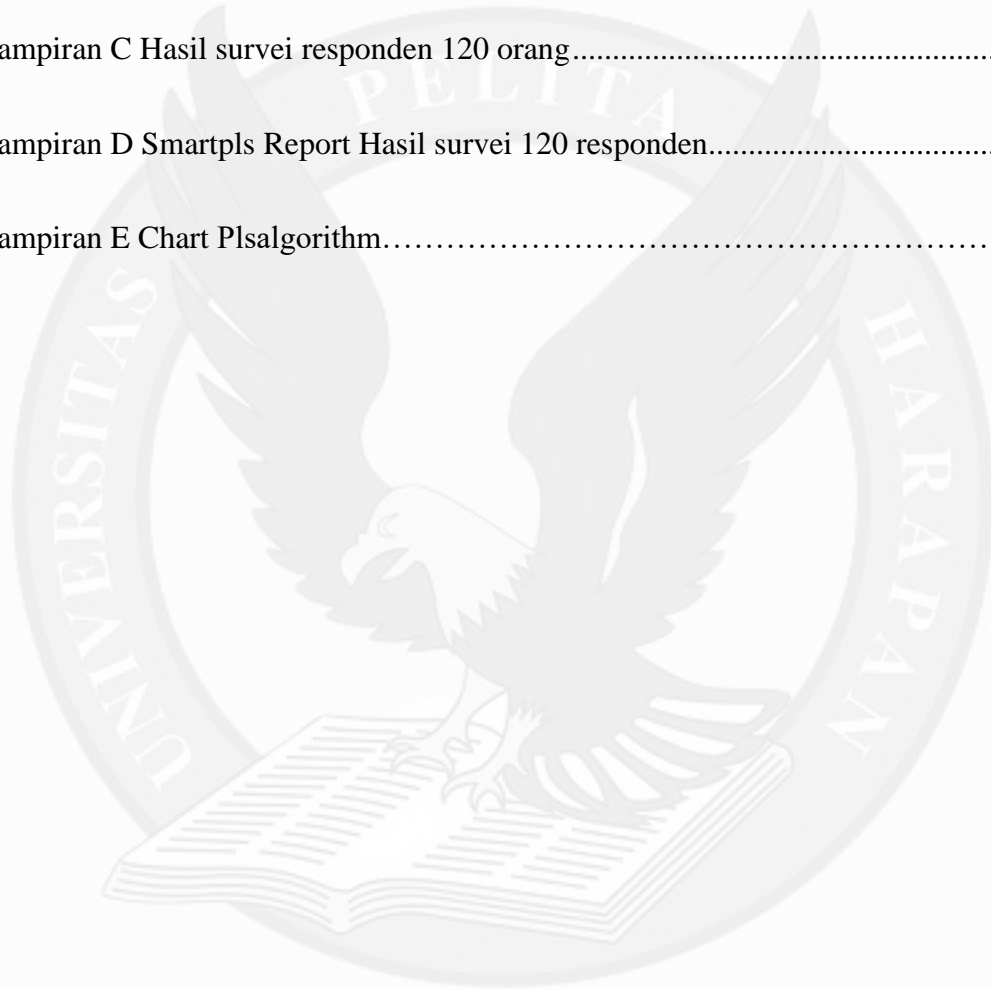 ampiran C Hasil survei responden 120 orang...................................................
ampiran D Smartpls Report Hasil survei 120 responden..................................
ampiran E Chart Plsalgorithm……………………………………………………
UNIVERSITAS PELITA HARAPAN